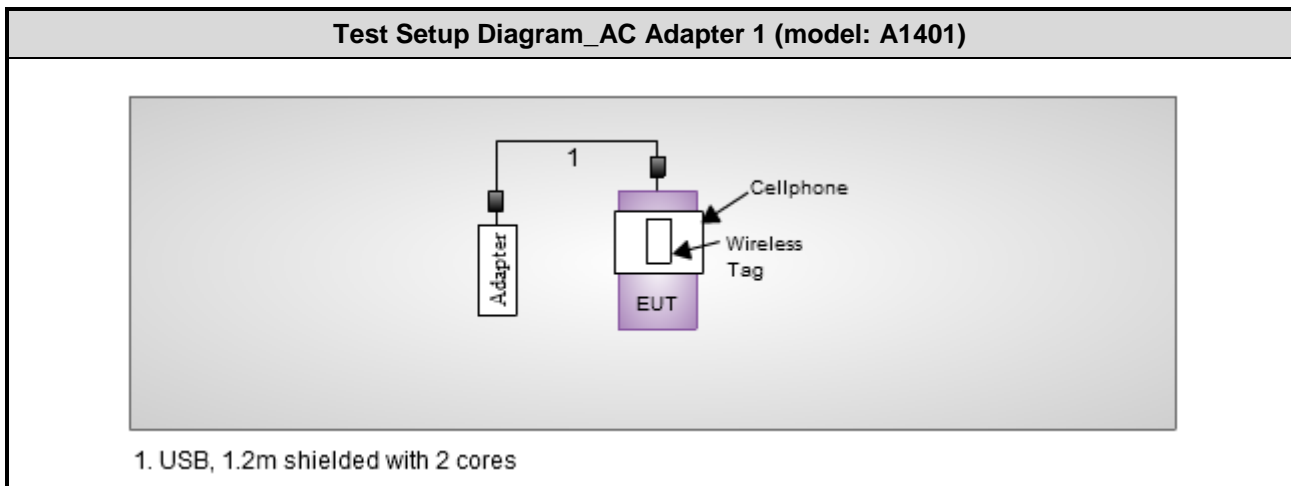 Test Setup Diagram_AC Adapter 1 (model: A1401)
1
Cellphone
Adapter
Wireless
Tag
EUT
1. USB, 1.2m shielded with 2 cores